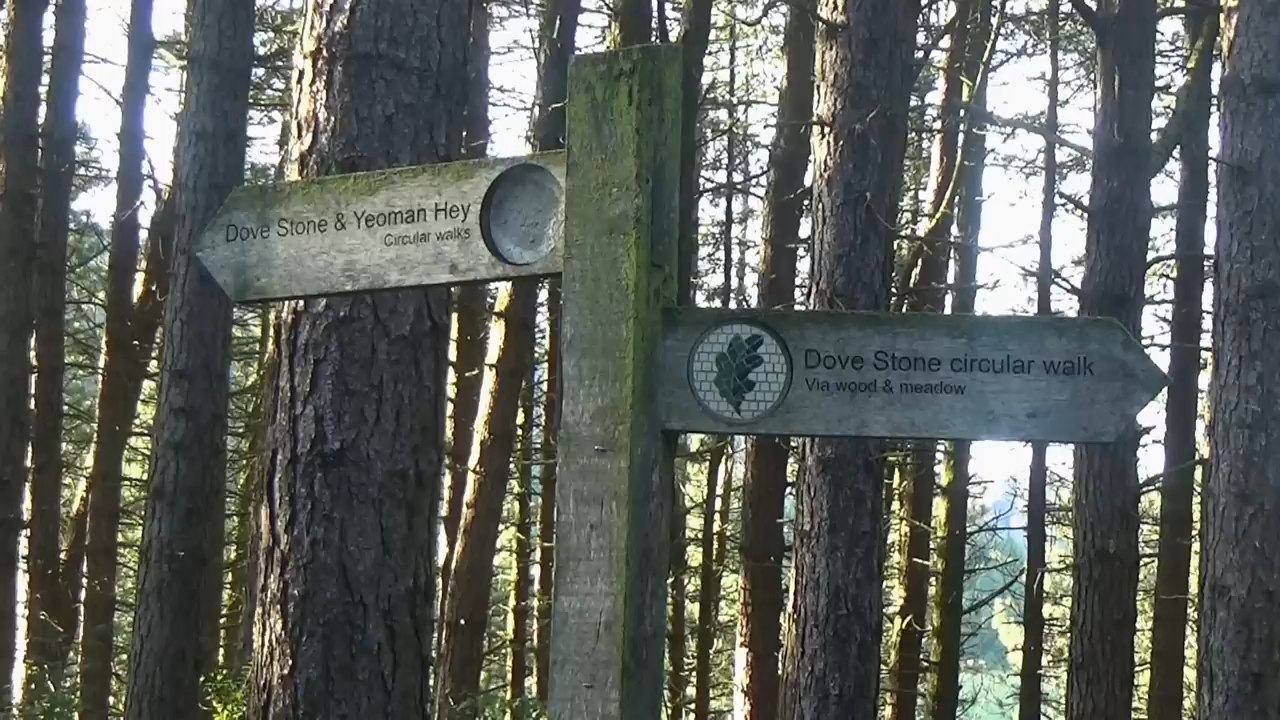 Dove Stone & Yeoman Hey
Circular walks
Dove Stone circular walk
Via wood & meadow